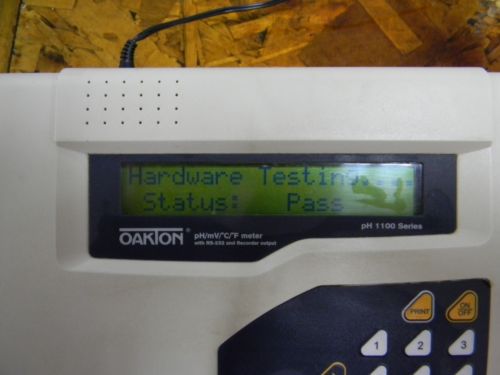 Hardware Testing....
Status: Pass
OAKTON®
pH/mV/°C/°F meter
with RS-232 and Recorder output
pH 1100 Series
PRINT
ON
OFF
1
2
3